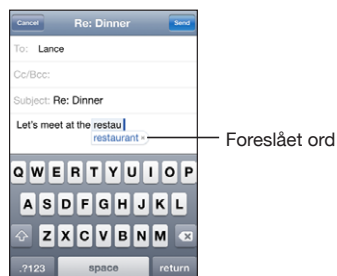 Cancel Re: Dinner Send
To: Lance
Cc/Bcc:
Subject: Re: Dinner
Let's meet at the restau
restaurant ×
Foreslået ord
Q W E R T Y U I O P
A S D F G H J K L
Z X C V B N M
.?123 space return